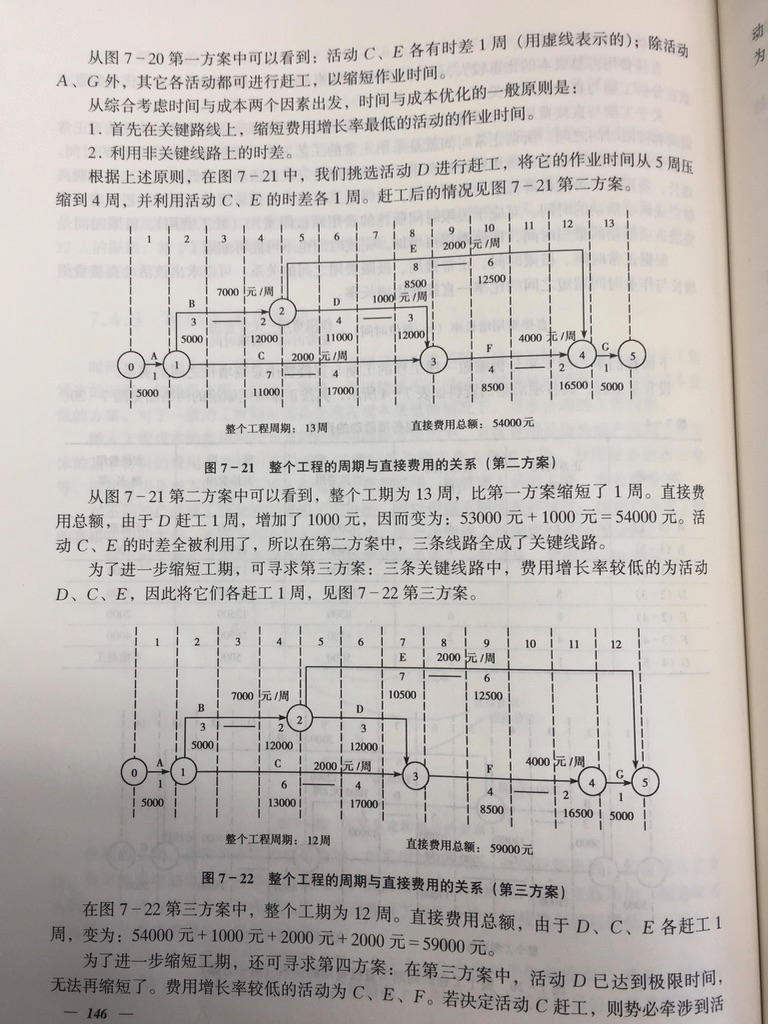 从图 7－20 第一方案中可以看到：活动 C、E 各有时差 1 周（用虚线表示的）；除活动
A、G 外，其它各活动都可进行赶工，以缩短作业时间。
从综合考虑时间与成本两个因素出发，时间与成本优化的一般原则是：
1．首先在关键路线上，缩短费用增长率最低的活动的作业时间。
2．利用非关键线路上的时差。
根据上述原则，在图 7－21 中，我们挑选活动 D 进行赶工，将它的作业时间从 5 周压
缩到 4 周，并利用活动 C、E 的时差各 1 周。赶工后的情况见图 7－21 第二方案。
1 2 3 4 5 6 7 8 9 10 11 12 13
E 2000 元/周
8 —— 6
8500 12500
7000 元/周
B
2
D 1000 元/周
3 —— 2
4 —— 3
5000 12000 11000 12000
4000 元/周
0 A 1 C 2000 元/周 3 F 4 G 5
1 7 —— 4 4 —— 2 1
5000 11000 17000 8500 16500 5000
整个工程周期：13周 直接费用总额：54000元
图 7－21 整个工程的周期与直接费用的关系（第二方案）
从图 7－21 第二方案中可以看到，整个工期为 13 周，比第一方案缩短了 1 周。直接费
用总额，由于 D 赶工 1 周，增加了 1000 元，因而变为：53000 元＋1000 元＝54000 元。活
动 C、E 的时差全被利用了，所以在第二方案中，三条线路全成了关键线路。
为了进一步缩短工期，可寻求第三方案：三条关键线路中，费用增长率较低的为活动
D、C、E，因此将它们各赶工 1 周，见图 7－22 第三方案。
1 2 3 4 5 6 7 8 9 10 11 12
E 2000 元/周
7 —— 6
10500 12500
7000 元/周
B
2
D
3 —— 2
3
5000 12000 12000
0 A 1 C 2000 元/周 3 F 4000 元/周 4 G 5
1 6 —— 4 4 —— 2 1
5000 13000 17000 8500 16500 5000
整个工程周期：12周 直接费用总额：59000元
图 7－22 整个工程的周期与直接费用的关系（第三方案）
在图 7－22 第三方案中，整个工期为 12 周。直接费用总额，由于 D、C、E 各赶工 1
周，变为：54000 元＋1000 元＋2000 元＋2000 元＝59000 元。
为了进一步缩短工期，还可寻求第四方案：在第三方案中，活动 D 已达到极限时间，
无法再缩短了。费用增长率较低的活动为 C、E、F。若决定活动 C 赶工，则势必牵涉到活
— 146 —
动
为